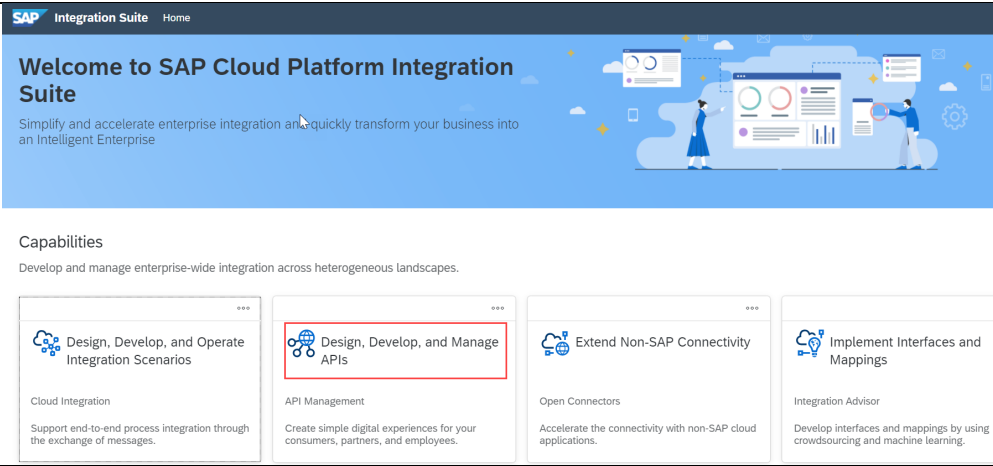 SAP Integration Suite Home
Welcome to SAP Cloud Platform Integration
Suite
Simplify and accelerate enterprise integration and quickly transform your business into
an Intelligent Enterprise
Capabilities
Develop and manage enterprise-wide integration across heterogeneous landscapes.
Design, Develop, and Operate
Integration Scenarios
Cloud Integration
Support end-to-end process integration through
the exchange of messages.
Design, Develop, and Manage
APIs
API Management
Create simple digital experiences for your
consumers, partners, and employees.
Extend Non-SAP Connectivity
Open Connectors
Accelerate the connectivity with non-SAP cloud
applications.
Implement Interfaces and
Mappings
Integration Advisor
Develop interfaces and mappings by using
crowdsourcing and machine learning.